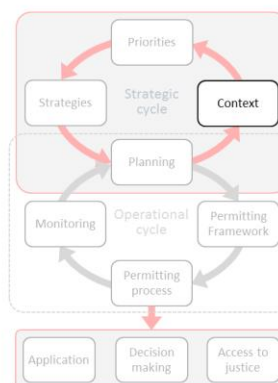 Priorities
Strategies
Strategic
cycle
Context
Planning
Monitoring
Operational
cycle
Permitting
Framework
Permitting
process
Application
Decision
making
Access to
justice